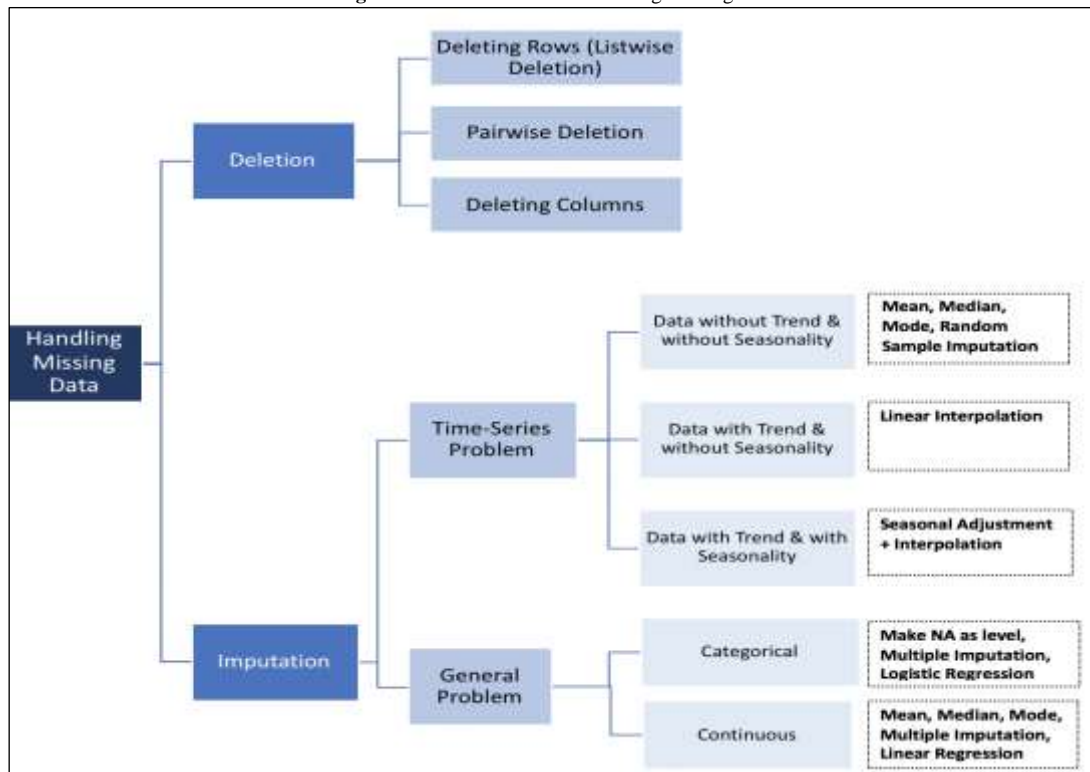 Deleting Rows (Listwise
Deletion)
Pairwise Deletion
Deletion
Deleting Columns
Handling
Missing
Data
Time-Series
Problem
Data without Trend &
without Seasonality
Mean, Median,
Mode, Random
Sample Imputation
Data with Trend &
without Seasonality
Linear Interpolation
Data with Trend & with
Seasonality
Seasonal Adjustment
+ Interpolation
Imputation
General
Problem
Categorical
Make NA as level,
Multiple Imputation,
Logistic Regression
Continuous
Mean, Median, Mode,
Multiple Imputation,
Linear Regression